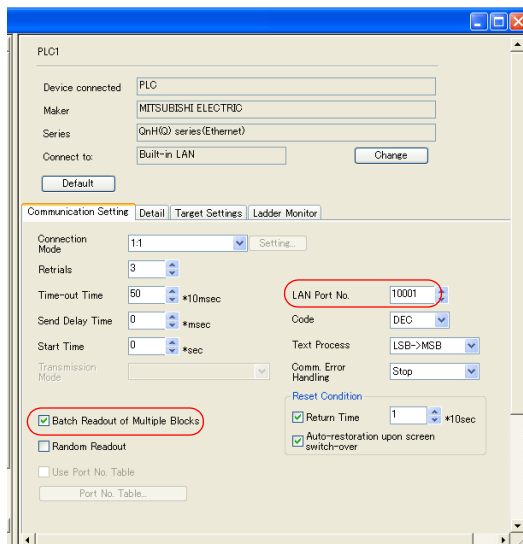 PLC1
Device connected PLC
Maker MITSUBISHI ELECTRIC
Series QnH(Q) series(Ethernet)
Connect to: Built-in LAN Change
Default
Communication Setting Detail Target Settings Ladder Monitor
Connection Mode 1:1 Setting...
Retrials 3
Time-out Time 50 *10msec
Send Delay Time 0 *msec
Start Time 0 *sec
Transmission Mode
Batch Readout of Multiple Blocks
Random Readout
Use Port No. Table
Port No. Table...
LAN Port No. 10001
Code DEC
Text Process LSB->MSB
Comm. Error Handling Stop
Reset Condition
Return Time 1 *10sec
Auto-restoration upon screen
switch-over